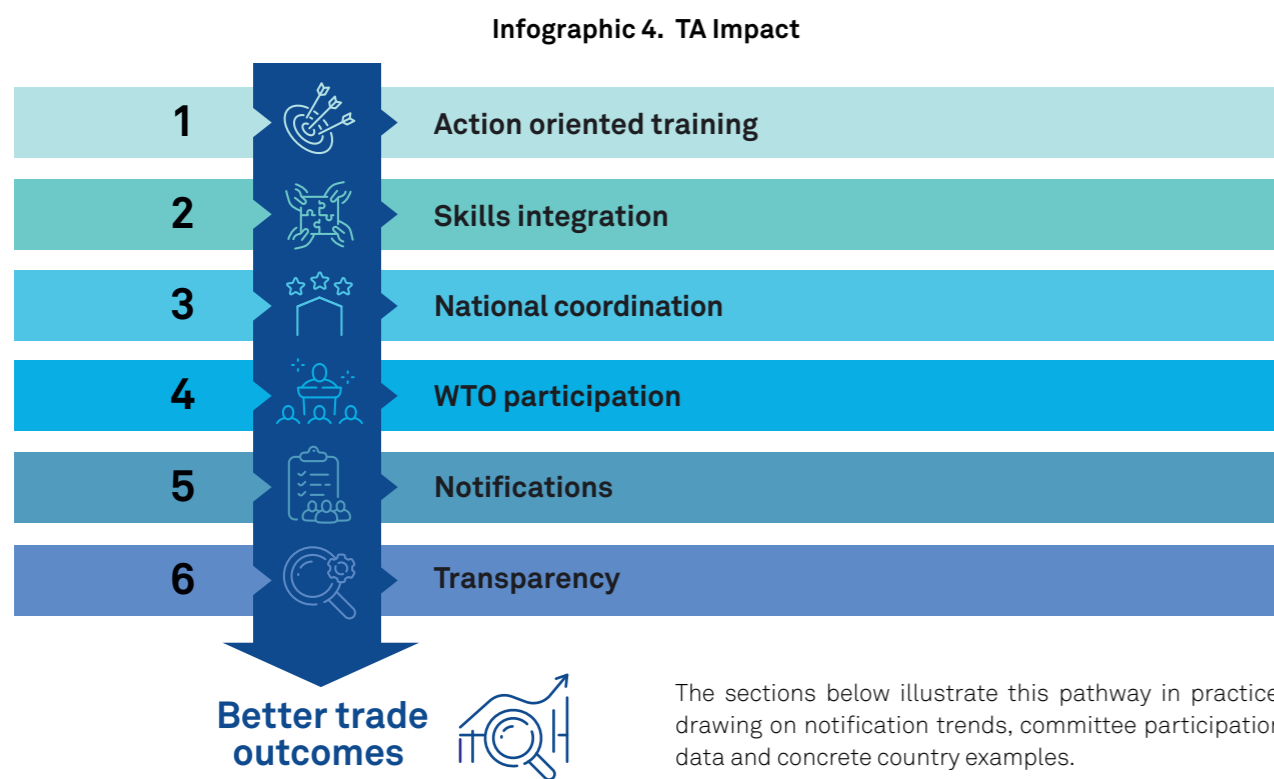 Infographic 4. TA Impact
1 Action oriented training
2 Skills integration
3 National coordination
4 WTO participation
5 Notifications
6 Transparency
Better trade
outcomes
The sections below illustrate this pathway in practice
drawing on notification trends, committee participation
data and concrete country examples.